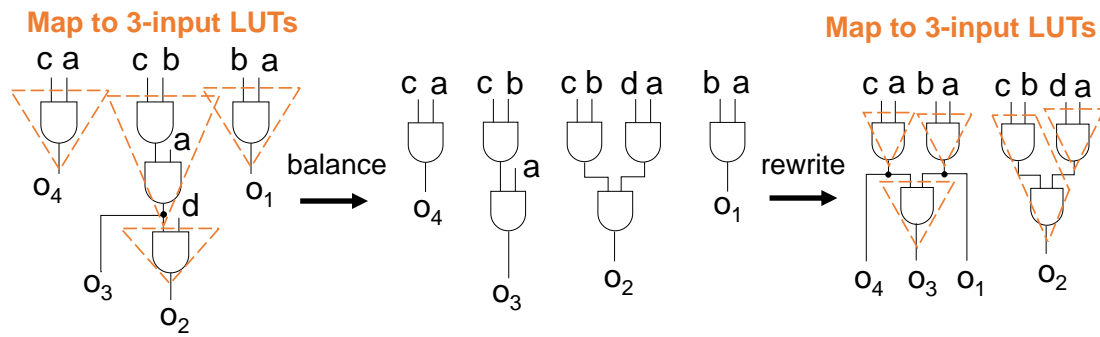 Map to 3-input LUTs
c a
c b
b a
a
o4
o1
d
o3
o2
balance
c a
c b
c b
d a
b a
a
o4
o1
o3
o2
rewrite
Map to 3-input LUTs
c a
b a
c b
d a
o4
o3
o1
o2